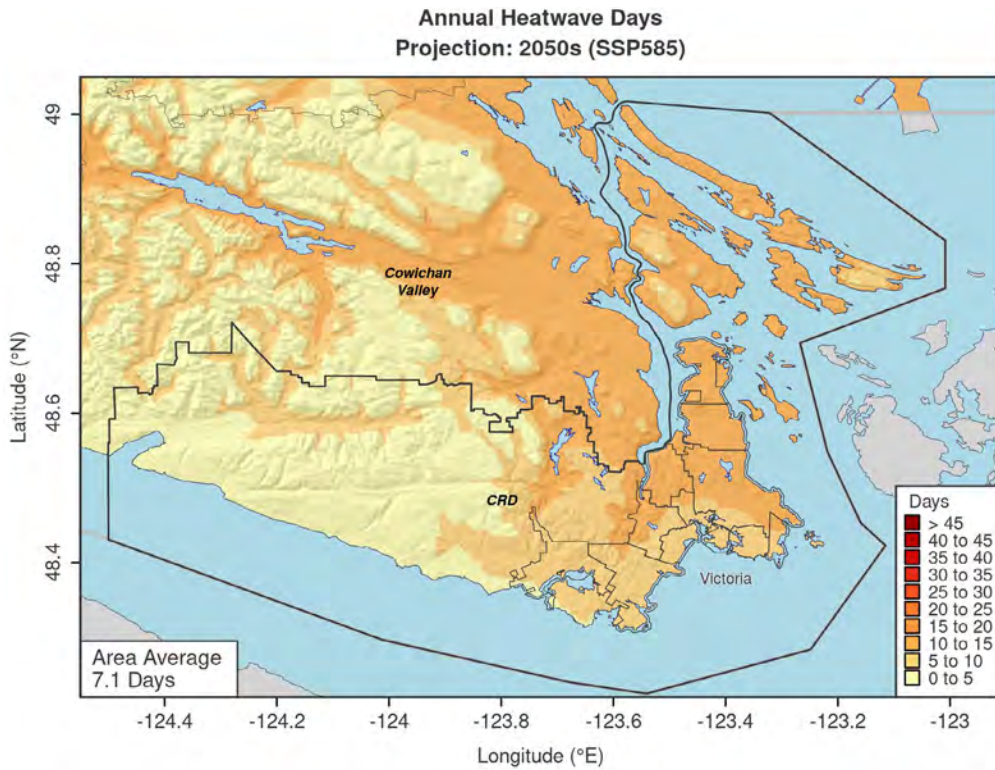 Annual Heatwave Days
Projection: 2050s (SSP585)
Latitude (°N)
49
48.8
48.6
48.4
Cowichan
Valley
CRD
Victoria
Days
> 45
40 to 45
35 to 40
30 to 35
25 to 30
20 to 25
15 to 20
10 to 15
5 to 10
0 to 5
Area Average
7.1 Days
-124.4
-124.2
-124
-123.8
-123.6
-123.4
-123.2
-123
Longitude (°E)